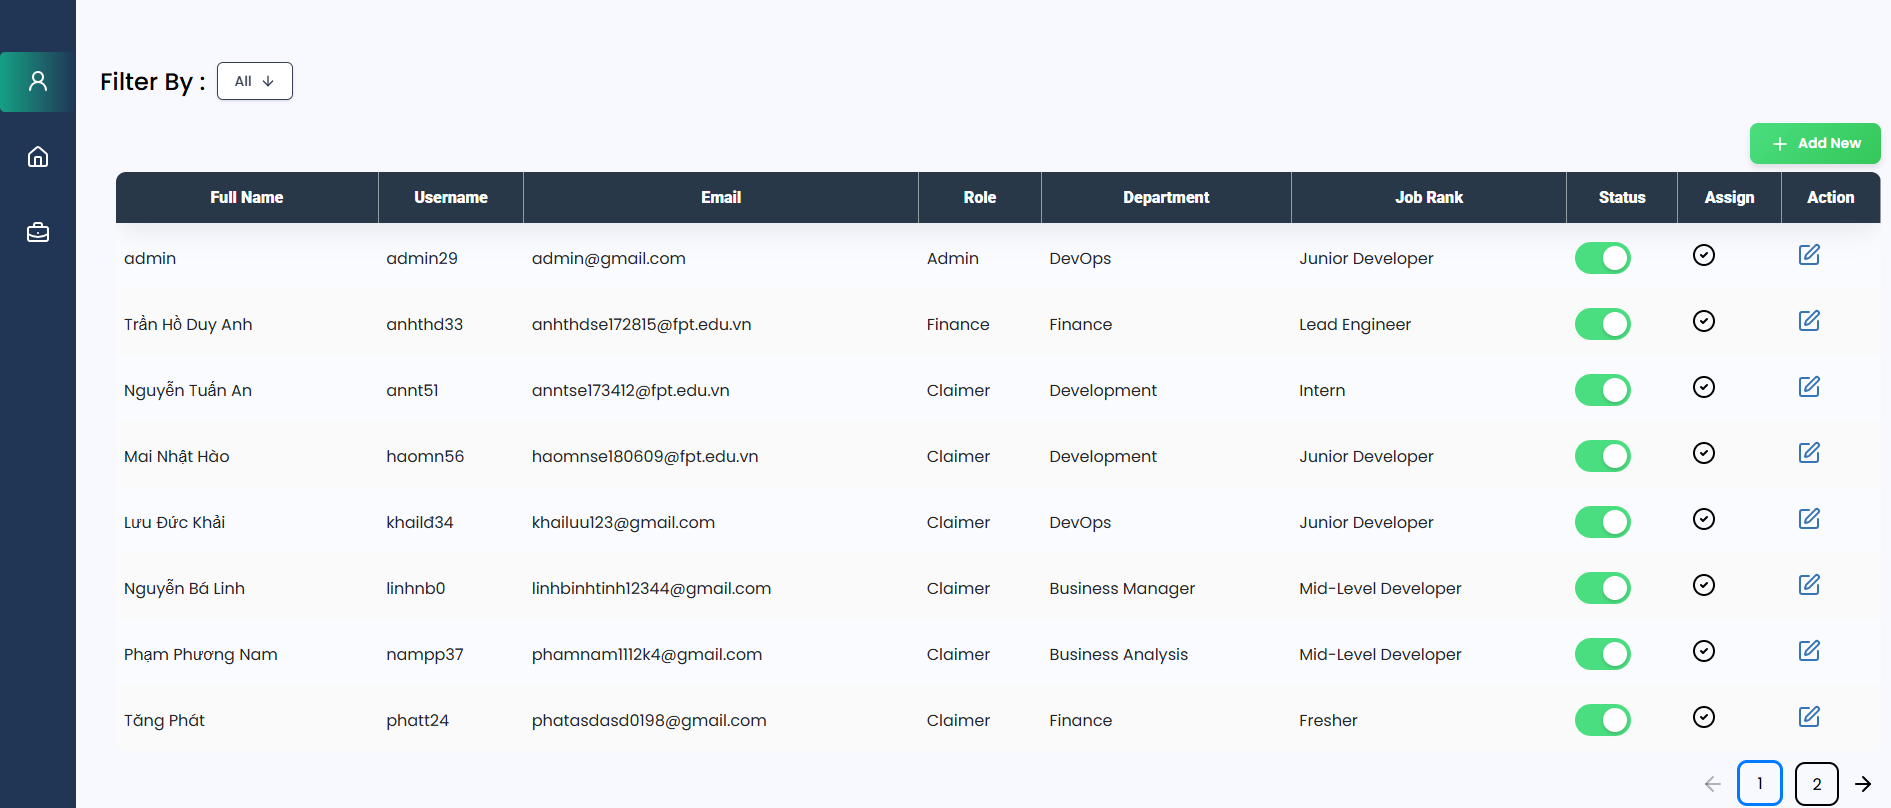 Filter By : All ↓
+ Add New
Full Name Username Email Role Department Job Rank Status Assign Action
admin admin29 admin@gmail.com Admin DevOps Junior Developer
Trần Hồ Duy Anh anhthd33 anhthdse172815@fpt.edu.vn Finance Finance Lead Engineer
Nguyễn Tuấn An annt51 anntse173412@fpt.edu.vn Claimer Development Intern
Mai Nhật Hào haomn56 haomnse180609@fpt.edu.vn Claimer Development Junior Developer
Lưu Đức Khải khailđ34 khailuu123@gmail.com Claimer DevOps Junior Developer
Nguyễn Bá Linh linhnb0 linhbinhtinh12344@gmail.com Claimer Business Manager Mid-Level Developer
Phạm Phương Nam nampp37 phamnam1112k4@gmail.com Claimer Business Analysis Mid-Level Developer
Tăng Phát phatt24 phatasdasd0198@gmail.com Claimer Finance Fresher
← 1 2 →